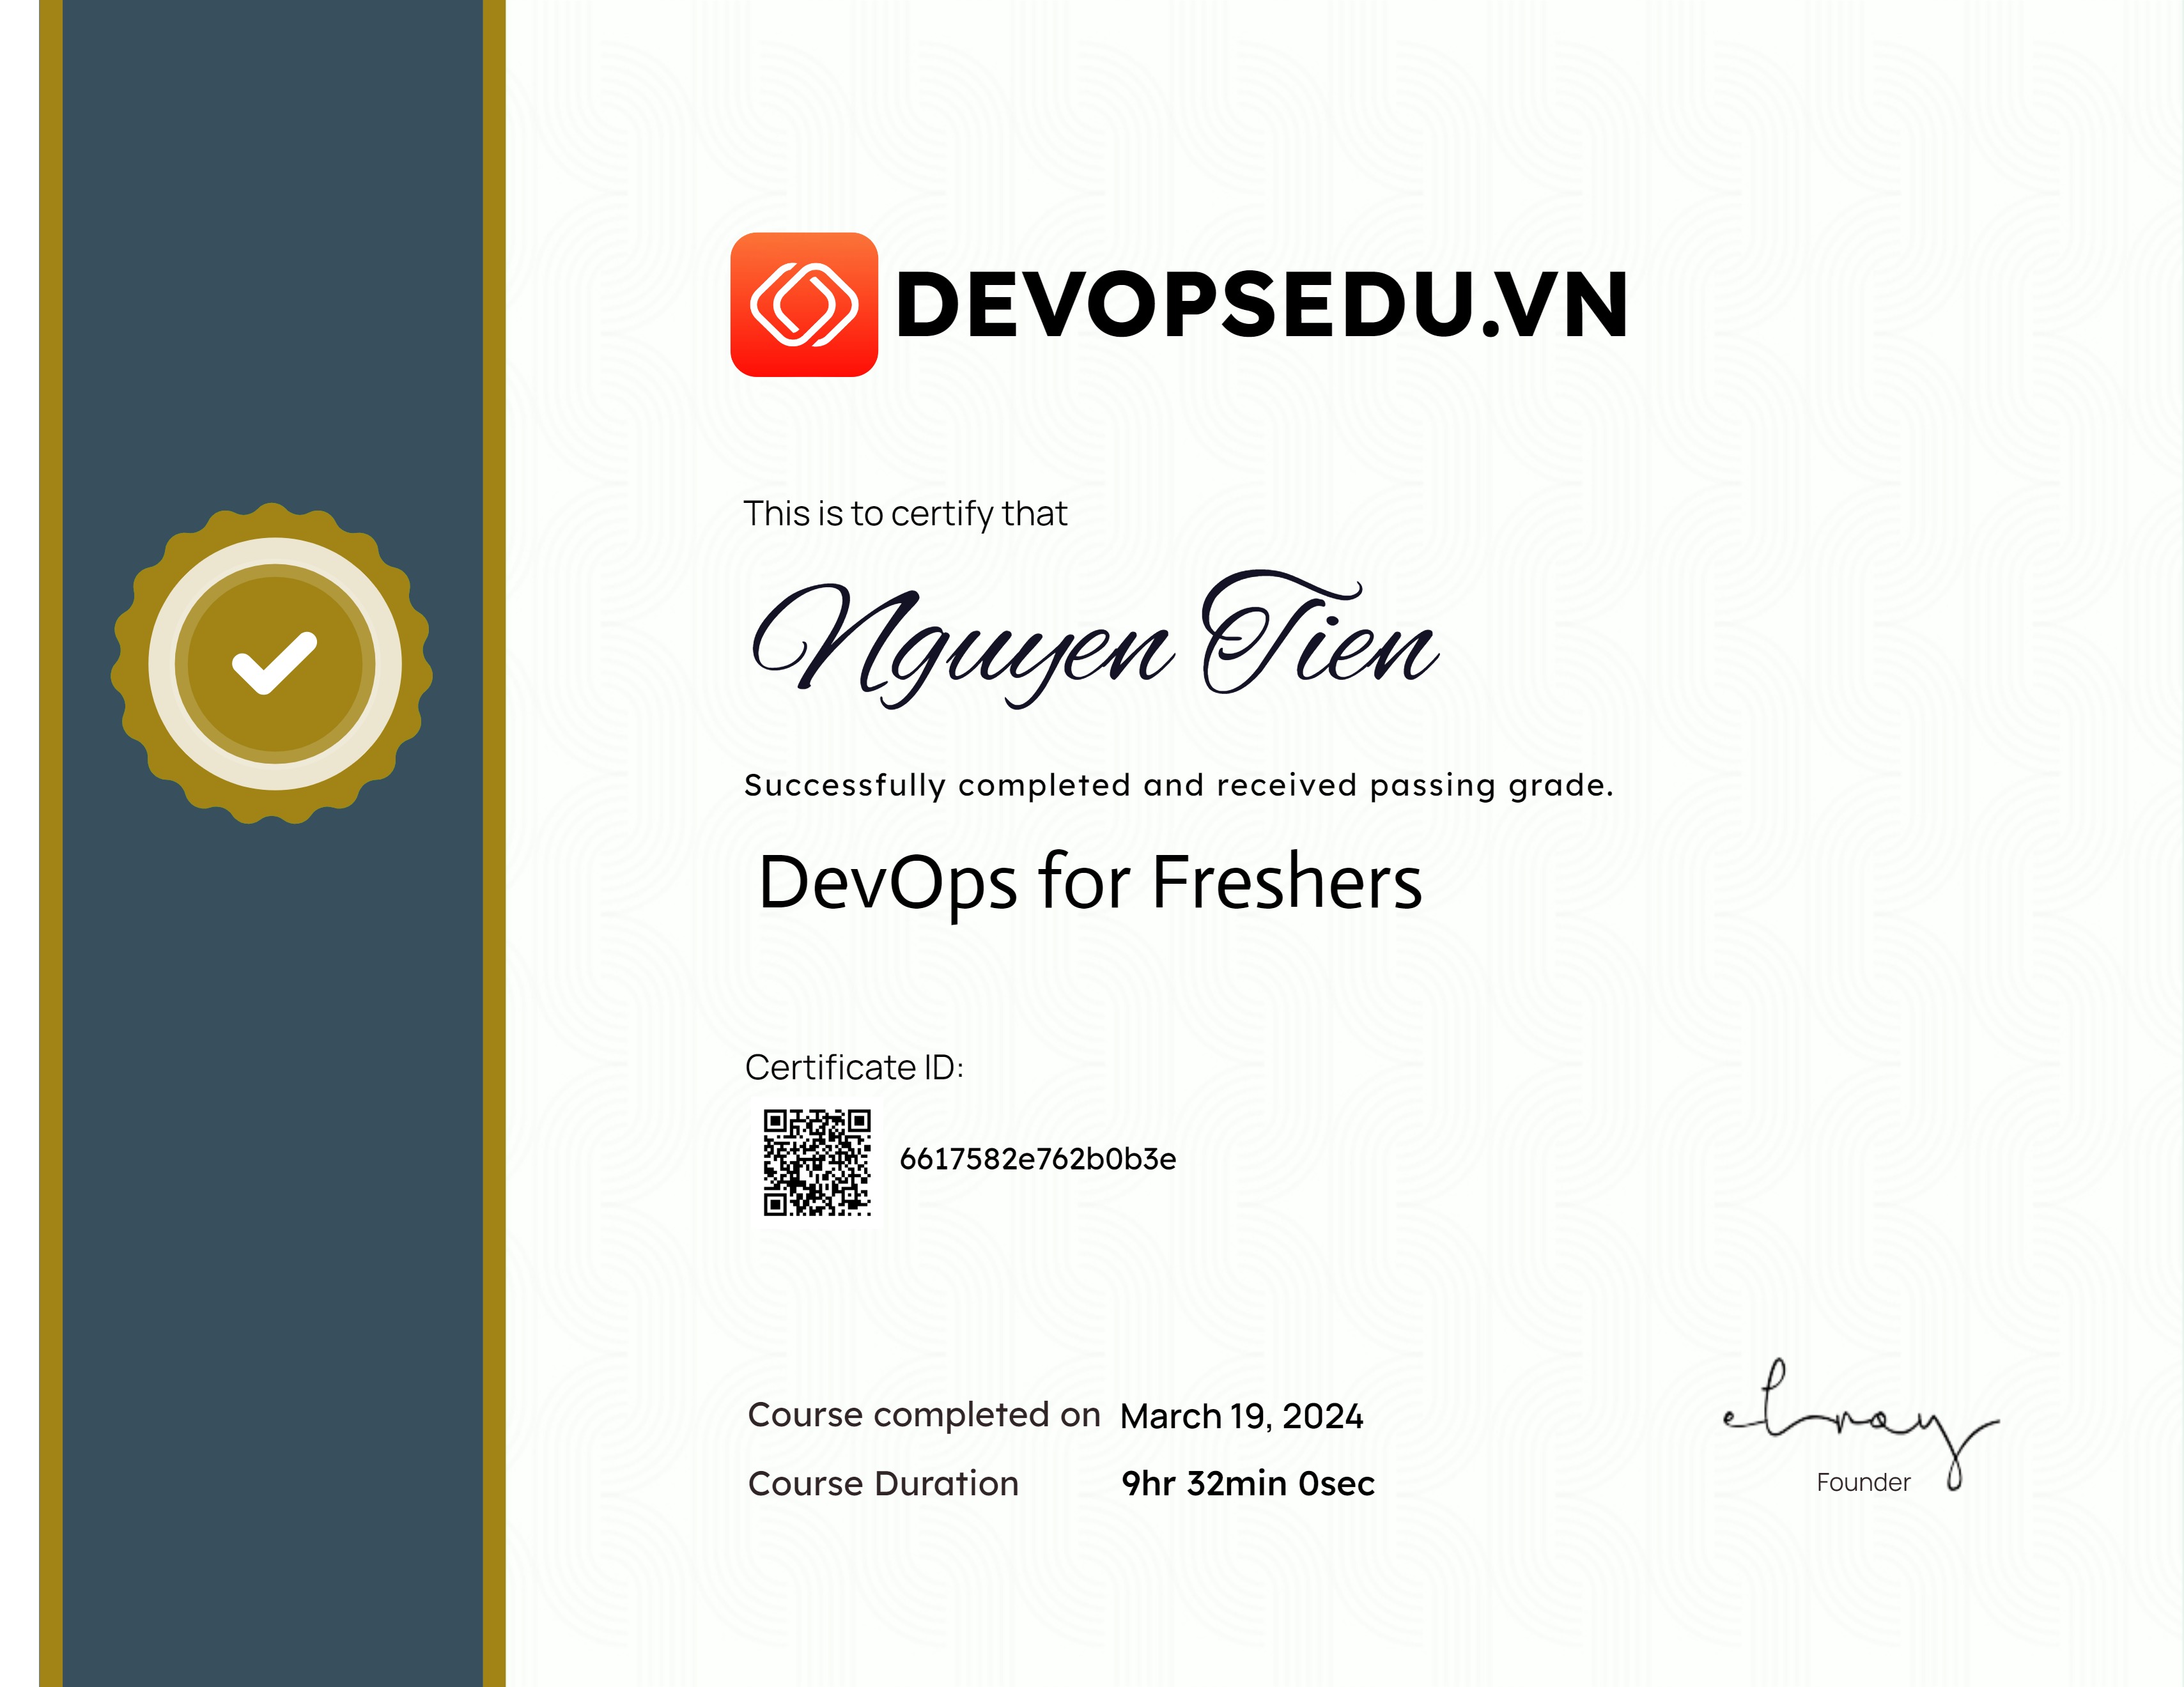 DEVOPSEDU.VN
This is to certify that
Nguyen Tien
Successfully completed and received passing grade.
DevOps for Freshers
Certificate ID:
6617582e762b0b3e
Course completed on March 19, 2024
Course Duration 9hr 32min 0sec
elroy
Founder